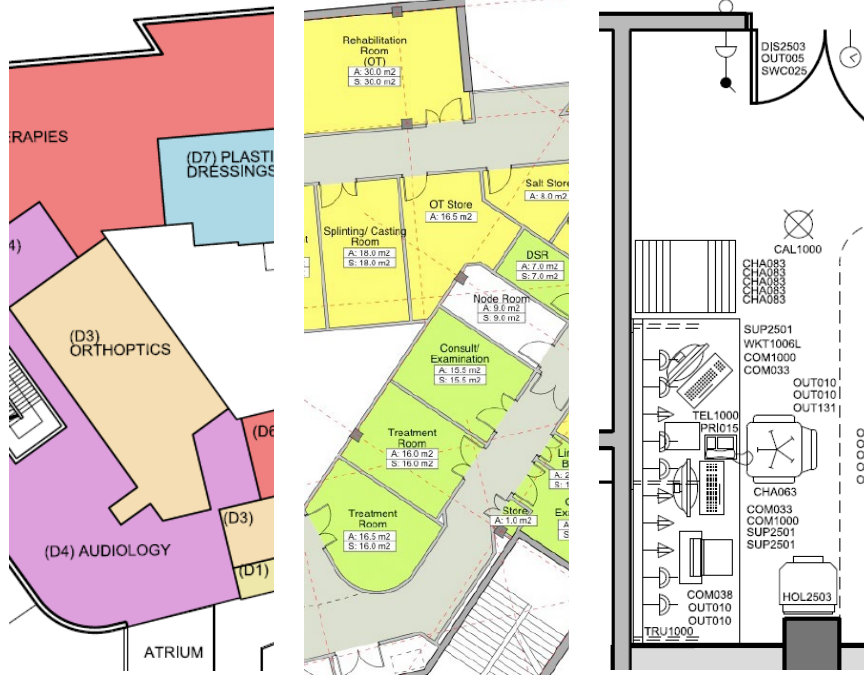 ERAPIES
(D7) PLASTI
DRESSINGS
4)
(D3)
ORTHOPTICS
(D6
(D3)
(D4) AUDIOLOGY
(D1)
ATRIUM
Rehabilitation
Room
(OT)
A: 30.0 m2
S: 30.0 m2
Salt Store
A: 8.0 m2
OT Store
A: 16.5 m2
Splinting/ Casting
Room
A: 18.0 m2
S: 18.0 m2
DSR
A: 7.0 m2
S: 7.0 m2
Node Room
A: 9.0 m2
S: 9.0 m2
Consult/
Examination
A: 15.5 m2
S: 15.5 m2
Treatment
Room
A: 16.0 m2
S: 16.0 m2
Treatment
Room
A: 16.5 m2
S: 16.0 m2
Store
A: 1.0 m2
DIS2503
OUT005
SWC025
CAL1000
CHA083
CHA083
CHA083
CHA083
CHA083
SUP2501
WKT1006L
COM1000
COM033
OUT010
OUT010
OUT131
TEL1000
PRI015
CHA063
COM033
COM1000
SUP2501
SUP2501
COM038
OUT010
OUT010
HOL2503
TRU1000